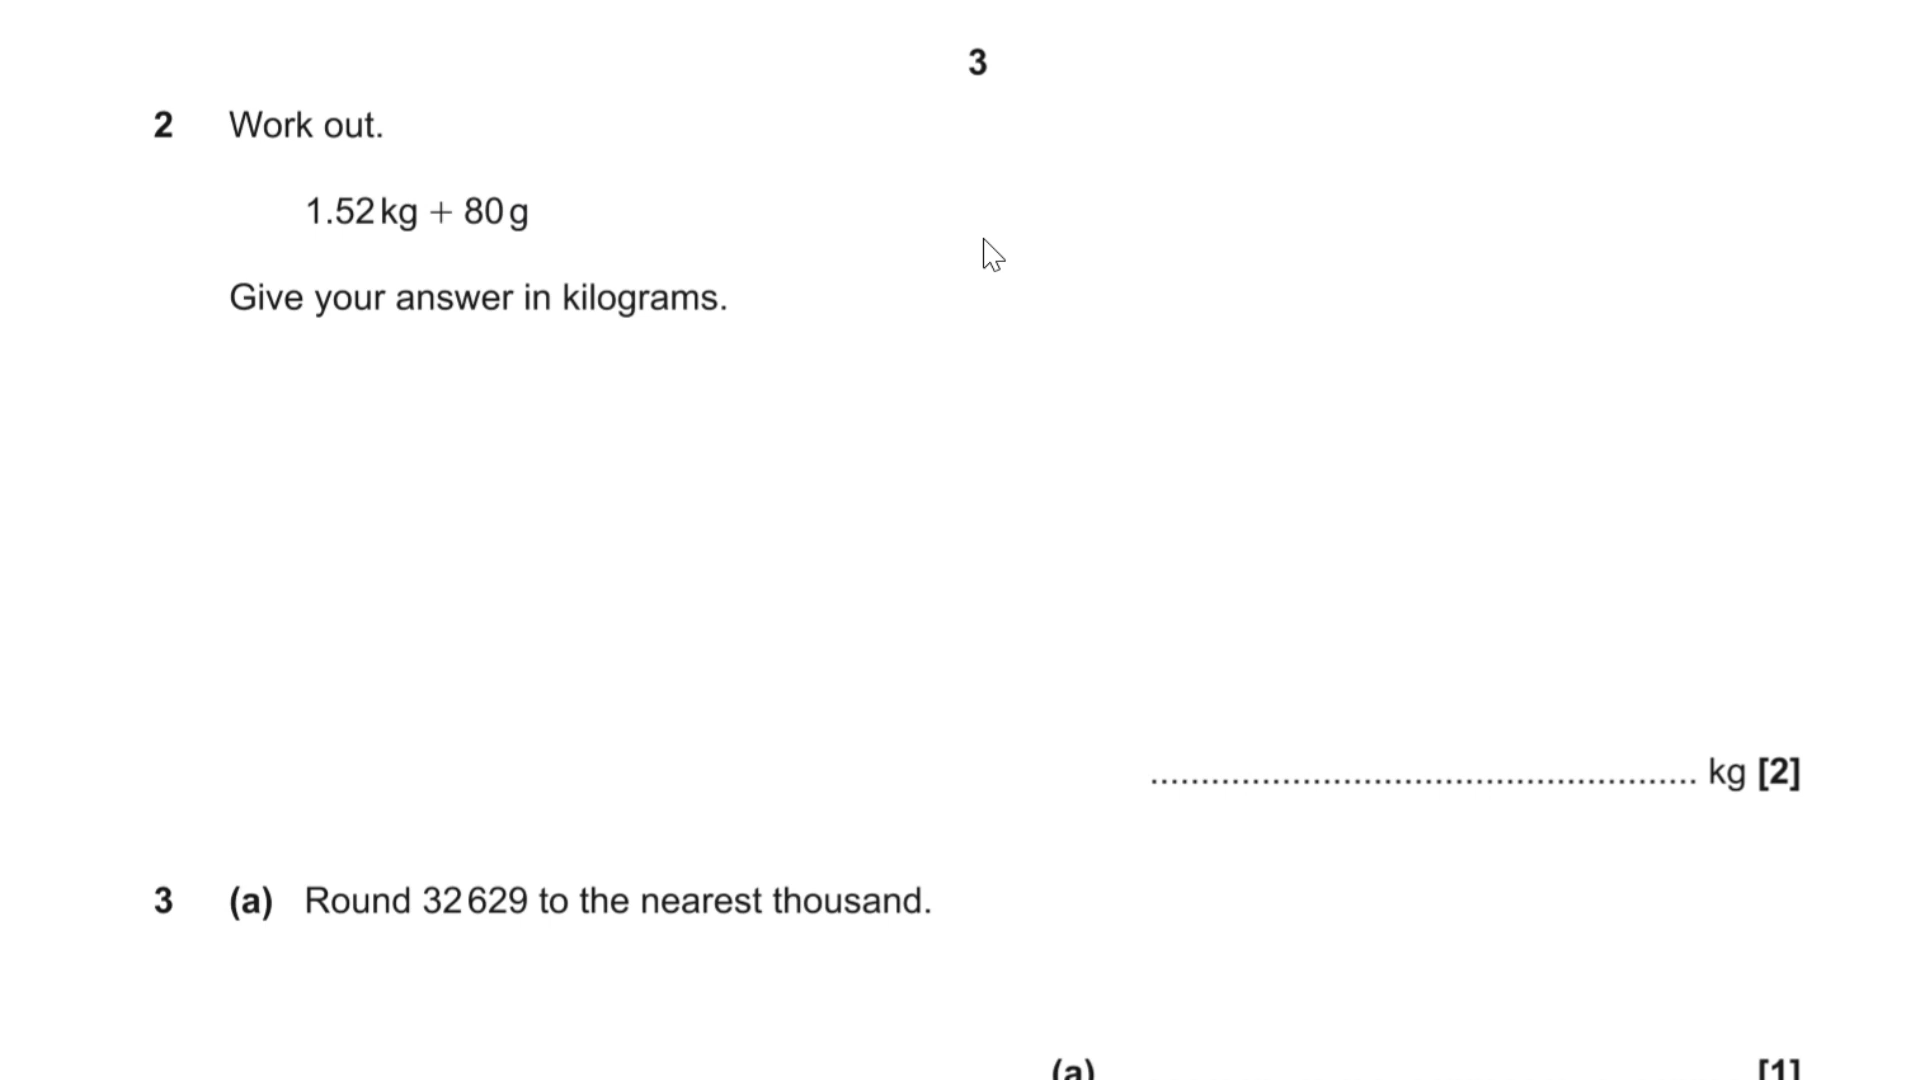 3
2 Work out.
1.52 kg + 80 g
Give your answer in kilograms.
...................................................... kg [2]
3 (a) Round 32 629 to the nearest thousand.
(a) [1]